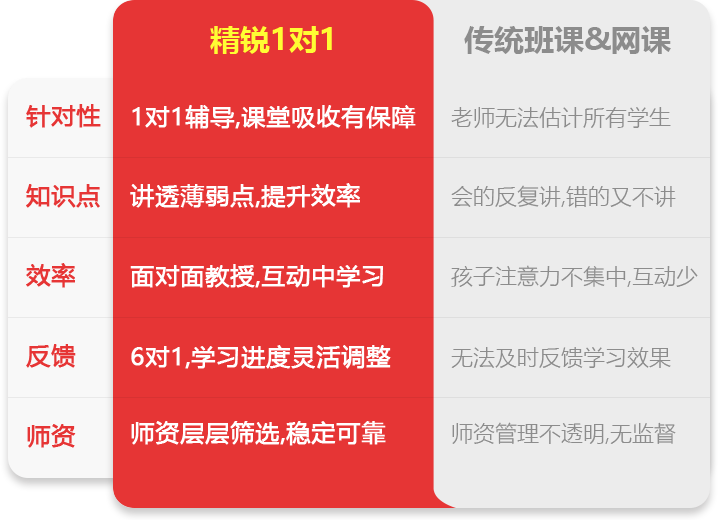 精锐1对1 传统班课&网课
针对性 1对1辅导,课堂吸收有保障 老师无法估计所有学生
知识点 讲透薄弱点,提升效率 会的反复讲,错的又不讲
效率 面对面教授,互动中学习 孩子注意力不集中,互动少
反馈 6对1,学习进度灵活调整 无法及时反馈学习效果
师资 师资层层筛选,稳定可靠 师资管理不透明,无监督